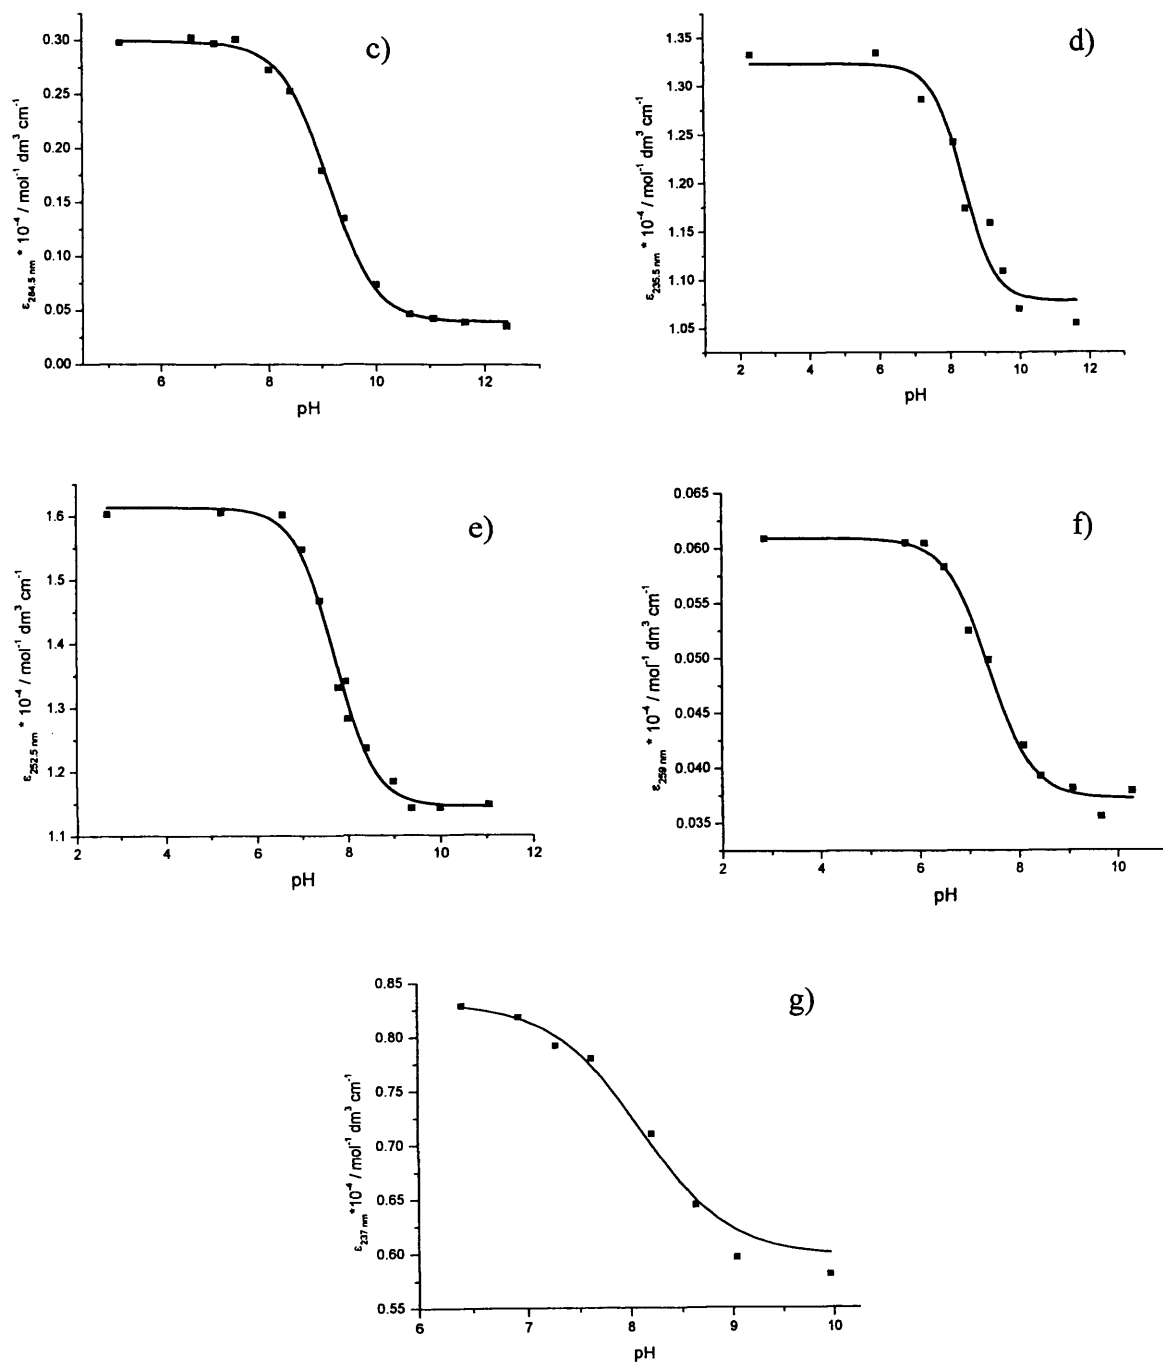 c)
ε284.5 nm * 10⁻⁴ / mol⁻¹ dm³ cm⁻¹
0.30
0.25
0.20
0.15
0.10
0.05
0.00
6 8 10 12
pH
d)
ε235.5 nm * 10⁻⁴ / mol⁻¹ dm³ cm⁻¹
1.35
1.30
1.25
1.20
1.15
1.10
1.05
2 4 6 8 10 12
pH
e)
ε252.5 nm * 10⁻⁴ / mol⁻¹ dm³ cm⁻¹
1.6
1.5
1.4
1.3
1.2
1.1
2 4 6 8 10 12
pH
f)
ε259 nm * 10⁻⁴ / mol⁻¹ dm³ cm⁻¹
0.065
0.060
0.055
0.050
0.045
0.040
0.035
2 4 6 8 10
pH
g)
ε237 nm *10⁻⁴ / mol⁻¹ dm³ cm⁻¹
0.85
0.80
0.75
0.70
0.65
0.60
0.55
6 7 8 9 10
pH